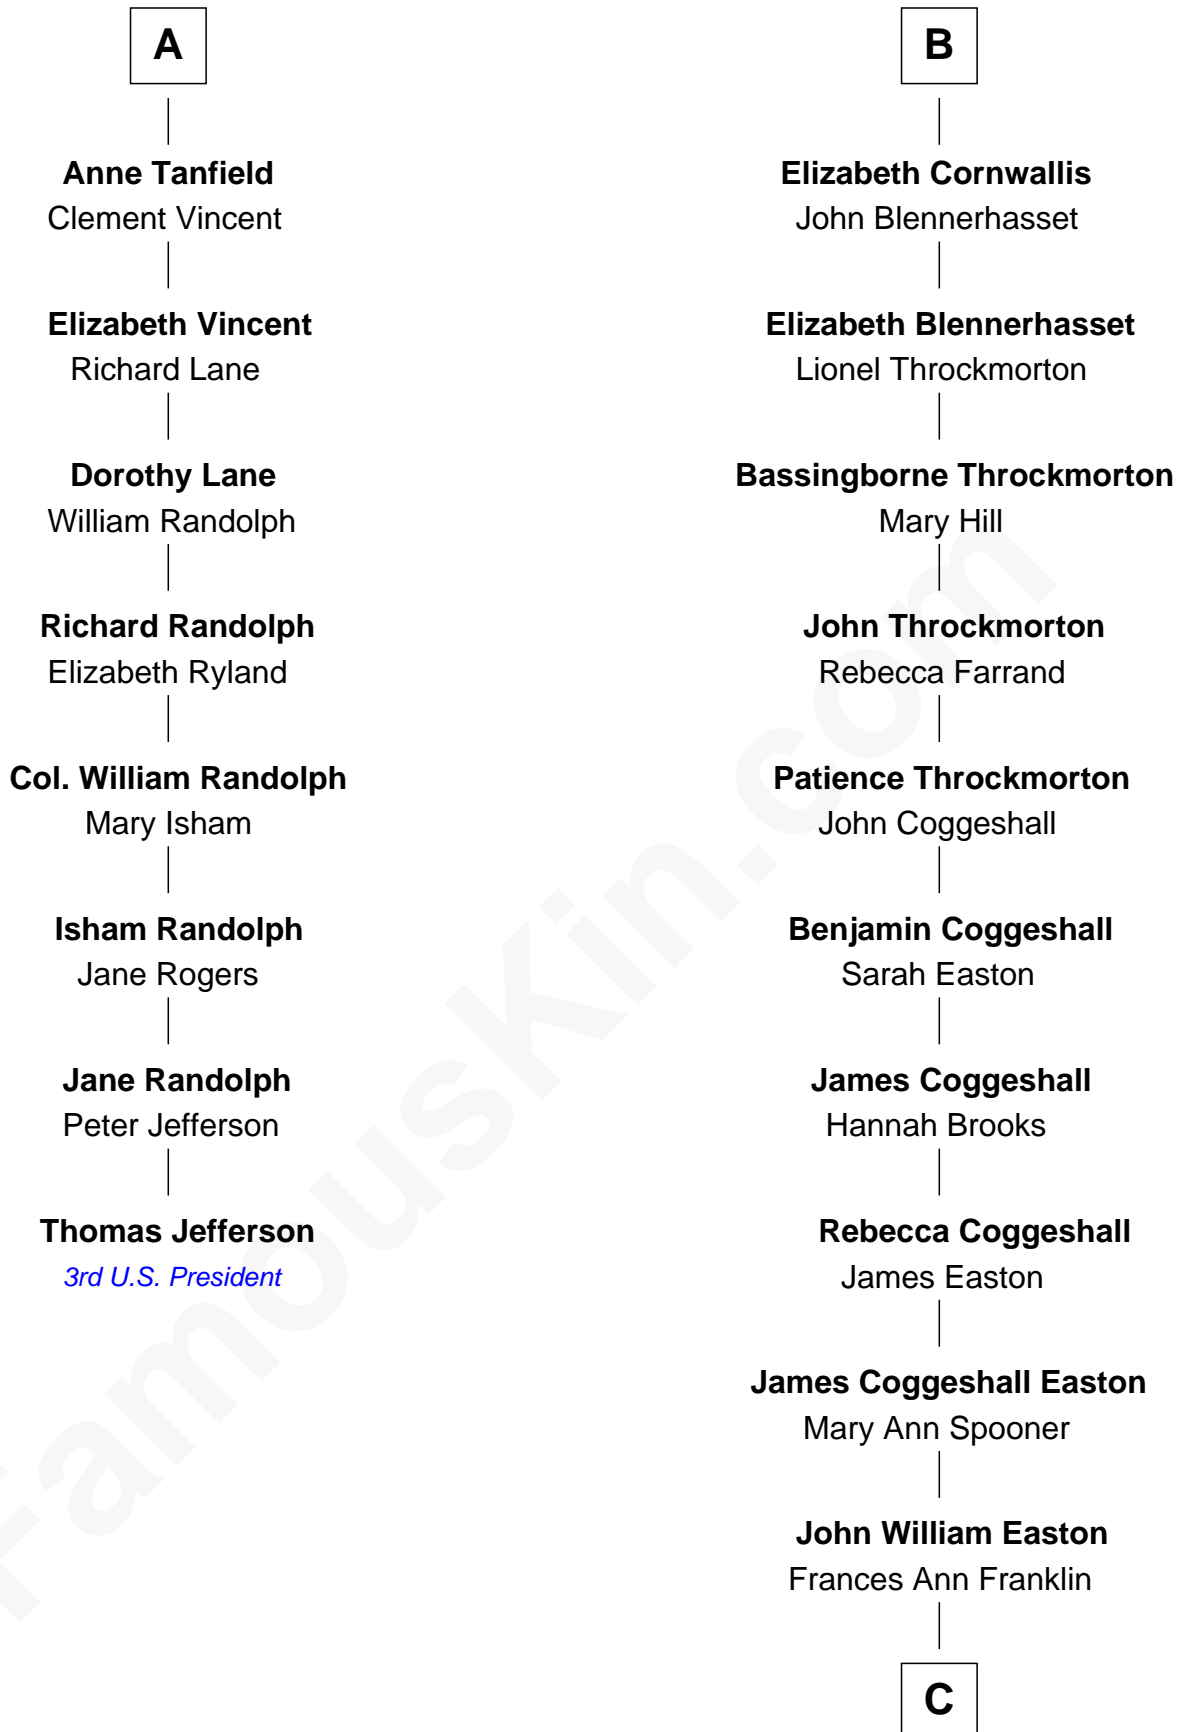 A
Anne Tanfield
Clement Vincent
Elizabeth Vincent
Richard Lane
Dorothy Lane
William Randolph
Richard Randolph
Elizabeth Ryland
Col. William Randolph
Mary Isham
Isham Randolph
Jane Rogers
Jane Randolph
Peter Jefferson
Thomas Jefferson
3rd U.S. President
B
Elizabeth Cornwallis
John Blennerhasset
Elizabeth Blennerhasset
Lionel Throckmorton
Bassingborne Throckmorton
Mary Hill
John Throckmorton
Rebecca Farrand
Patience Throckmorton
John Coggeshall
Benjamin Coggeshall
Sarah Easton
James Coggeshall
Hannah Brooks
Rebecca Coggeshall
James Easton
James Coggeshall Easton
Mary Ann Spooner
John William Easton
Frances Ann Franklin
C
FamousKin.com